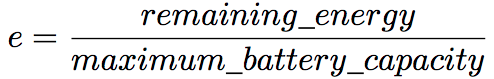 e = remaining_energy
maximum_battery_capacity